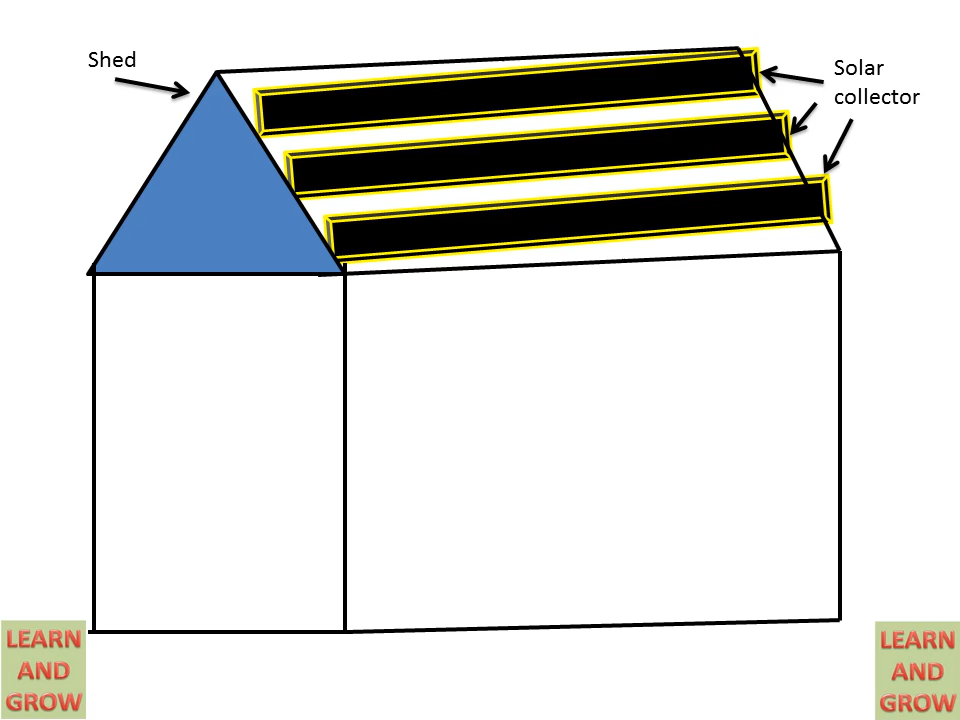 Shed
Solar
collector
LEARN
AND
GROW
LEARN
AND
GROW